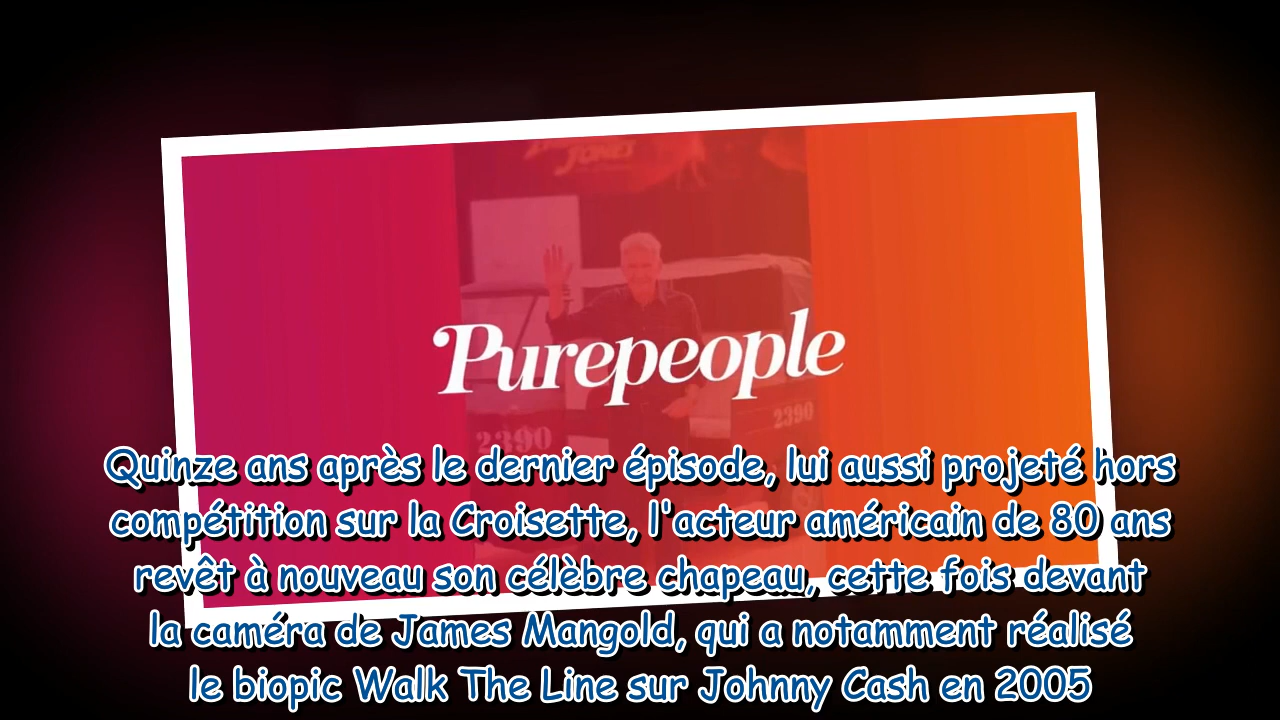 JONES
Purepeople
2390
2390
Quinze ans après le dernier épisode, lui aussi projeté hors
compétition sur la Croisette, l'acteur américain de 80 ans
revêt à nouveau son célèbre chapeau, cette fois devant
la caméra de James Mangold, qui a notamment réalisé
le biopic Walk The Line sur Johnny Cash en 2005